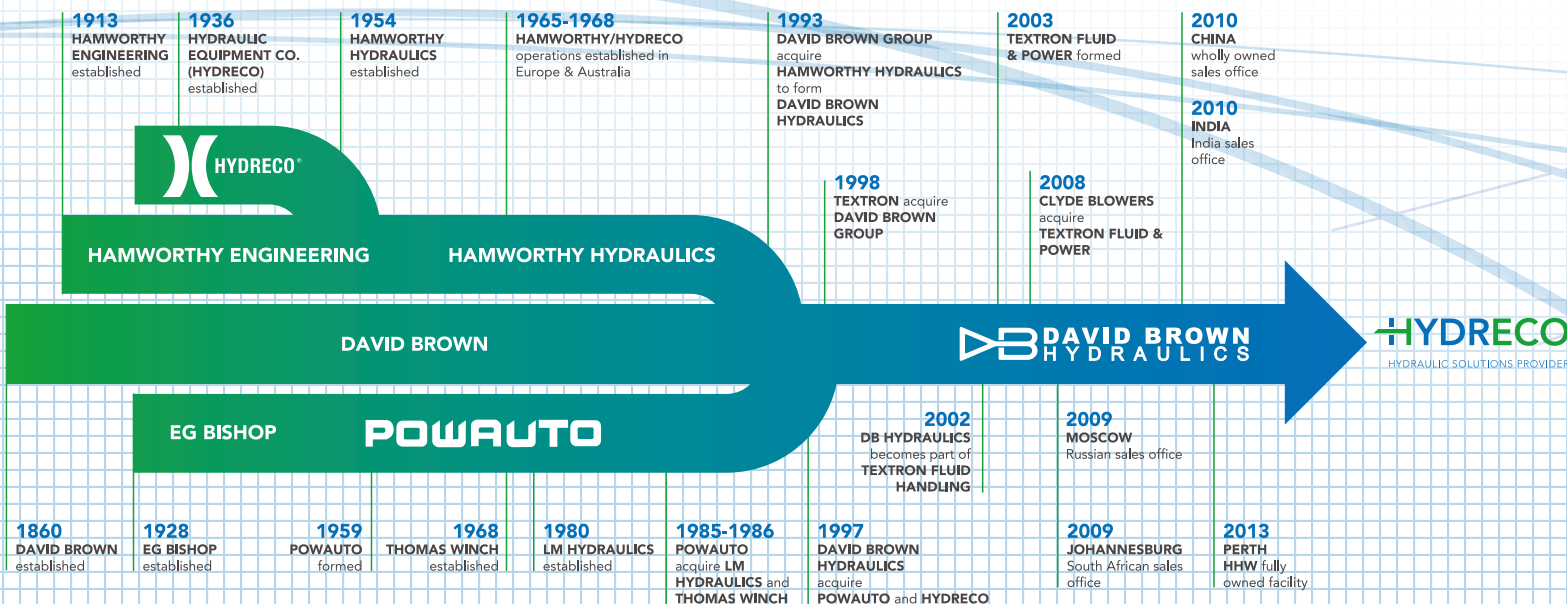 1913
HAMWORTHY
ENGINEERING
established
1936
HYDRAULIC
EQUIPMENT CO.
(HYDRECO)
established
1954
HAMWORTHY
HYDRAULICS
established
1965-1968
HAMWORTHY/HYDRECO
operations established in
Europe & Australia
1993
DAVID BROWN GROUP
acquire
HAMWORTHY HYDRAULICS
to form
DAVID BROWN
HYDRAULICS
2003
TEXTRON FLUID
& POWER formed
2010
CHINA
wholly owned
sales office
2010
INDIA
India sales
office
1998
TEXTRON acquire
DAVID BROWN
GROUP
2008
CLYDE BLOWERS
acquire
TEXTRON FLUID &
POWER
HYDRECO®
HAMWORTHY ENGINEERING
HAMWORTHY HYDRAULICS
DAVID BROWN
DB DAVID BROWN
HYDRAULICS
HYDRECO
HYDRAULIC SOLUTIONS PROVIDER
EG BISHOP
POWAUTO
2002
DB HYDRAULICS
becomes part of
TEXTRON FLUID
HANDLING
2009
MOSCOW
Russian sales office
1860
DAVID BROWN
established
1928
EG BISHOP
established
1959
POWAUTO
formed
1968
THOMAS WINCH
established
1980
LM HYDRAULICS
established
1985-1986
POWAUTO
acquire LM
HYDRAULICS and
THOMAS WINCH
1997
DAVID BROWN
HYDRAULICS
acquire
POWAUTO and HYDRECO
2009
JOHANNESBURG
South African sales
office
2013
PERTH
HHW fully
owned facility